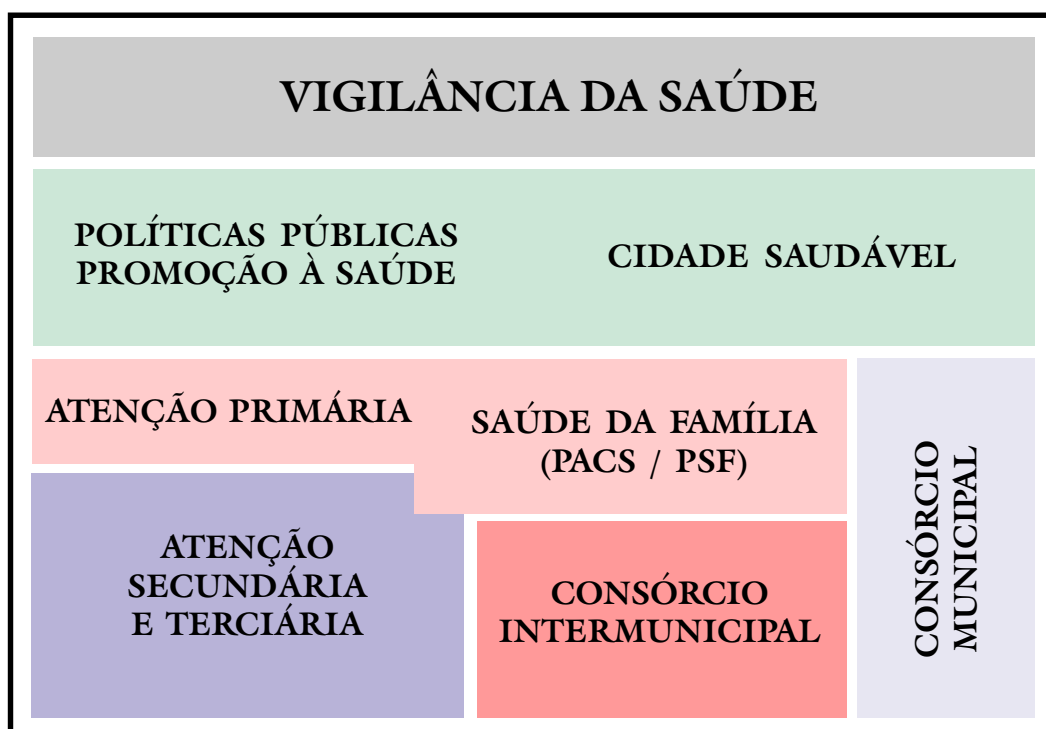 VIGILÂNCIA DA SAÚDE
POLÍTICAS PÚBLICAS
PROMOÇÃO À SAÚDE
CIDADE SAUDÁVEL
ATENÇÃO PRIMÁRIA
SAÚDE DA FAMÍLIA
(PACS / PSF)
ATENÇÃO
SECUNDÁRIA
E TERCIÁRIA
CONSÓRCIO
INTERMUNICIPAL
CONSÓRCIO
MUNICIPAL